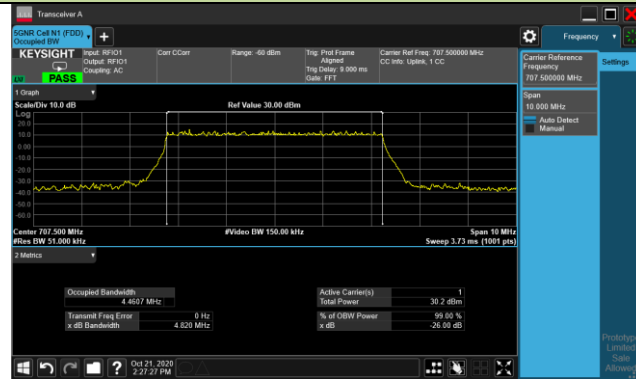 Transceiver A
5GNR Cell N1 (FDD)
Occupied BW
KEYSIGHT
PASS
Input: RFIO1
Output: RFIO1
Coupling: AC
Corr CCorr
Range: -60 dBm
Trig: Prot Frame
Aligned
Trig Delay: 9.000 ms
Gate: FFT
Carrier Ref Freq: 707.500000 MHz
CC Info: Uplink, 1 CC
Frequency
Carrier Reference
Frequency
707.500000 MHz
Settings
Span
10.000 MHz
Auto Detect
Manual
1 Graph
Scale/Div 10.0 dB
Ref Value 30.00 dBm
Log
20.0
10.0
0.00
-10.0
-20.0
-30.0
-40.0
-50.0
-60.0
Center 707.500 MHz
#Video BW 150.00 kHz
Span 10 MHz
#Res BW 51.000 kHz
Sweep 3.73 ms (1001 pts)
2 Metrics
Occupied Bandwidth
4.4607 MHz
Active Carrier(s) 1
Total Power 30.2 dBm
Transmit Freq Error 0 Hz
x dB Bandwidth 4.820 MHz
% of OBW Power 99.00 %
x dB -26.00 dB
Prototype
Limited
Sale
Allowed
Oct 21, 2020
2:27:27 PM